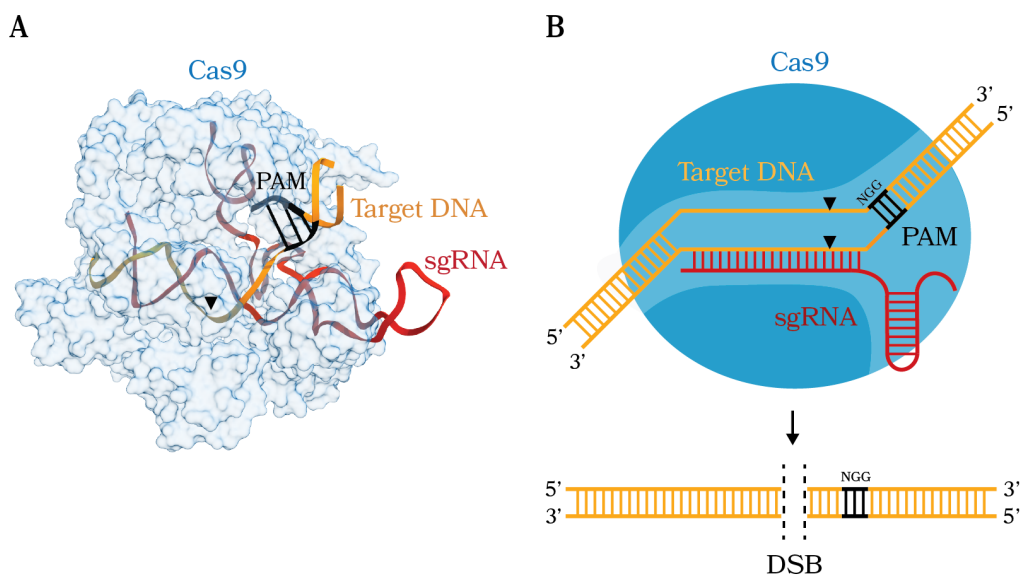 A
Cas9
PAM
Target DNA
sgRNA
B
Cas9
3’
5’
Target DNA
NGG
PAM
sgRNA
5’
3’
NGG
5’
3’
3’
5’
DSB